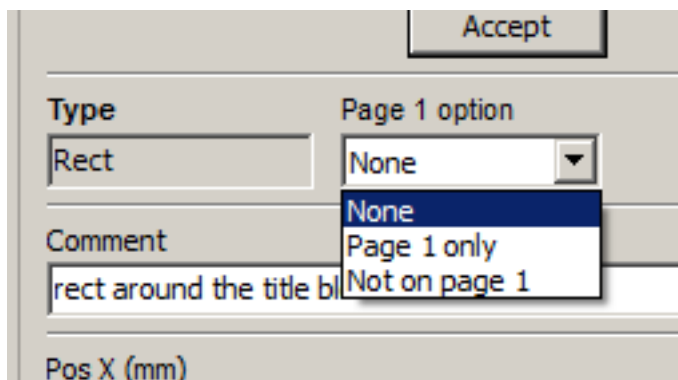 Accept
Type
Page 1 option
Rect
None
None
Page 1 only
Not on page 1
Comment
rect around the title
Pos X (mm)